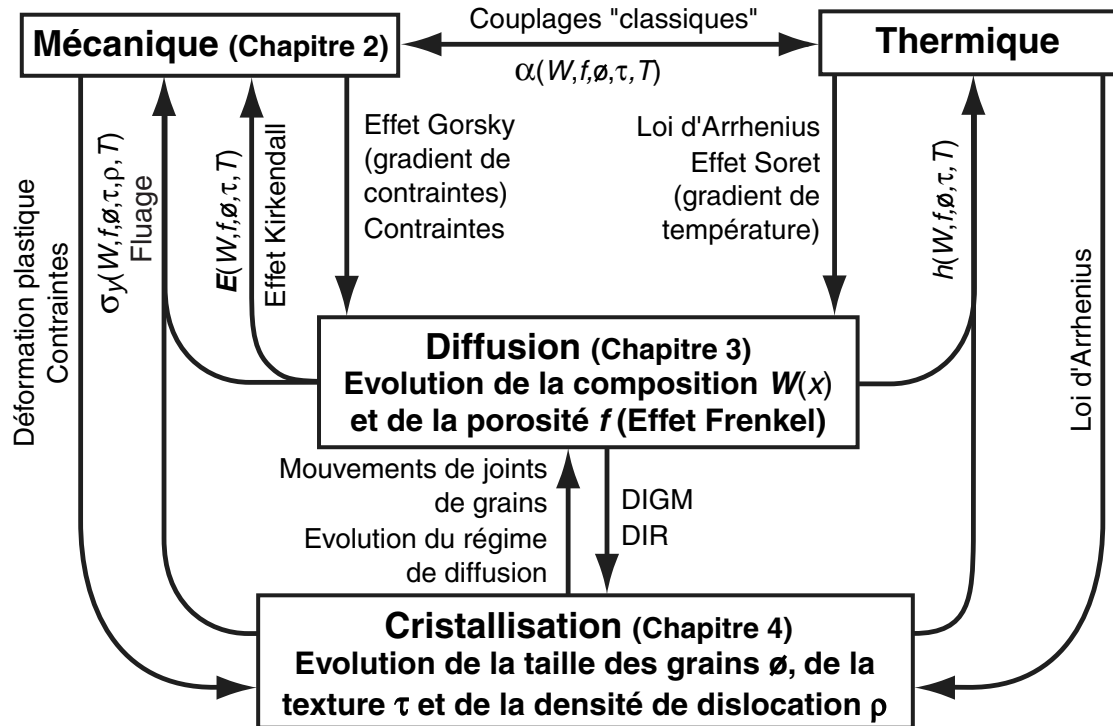 Couplages "classiques"
Mécanique (Chapitre 2)
Thermique
α(W,f,ø,τ,T)
Effet Gorsky
(gradient de
contraintes)
Contraintes
Loi d'Arrhenius
Effet Soret
(gradient de
température)
Déformation plastique
Contraintes
σy(W,f,ø,τ,ρ,T)
Fluage
E(W,f,ø,τ,T)
Effet Kirkendall
h(W,f,ø,τ,T)
Loi d'Arrhenius
Diffusion (Chapitre 3)
Evolution de la composition W(x)
et de la porosité f (Effet Frenkel)
Mouvements de joints
de grains
Evolution du régime
de diffusion
DIGM
DIR
Cristallisation (Chapitre 4)
Evolution de la taille des grains ø, de la
texture τ et de la densité de dislocation ρ